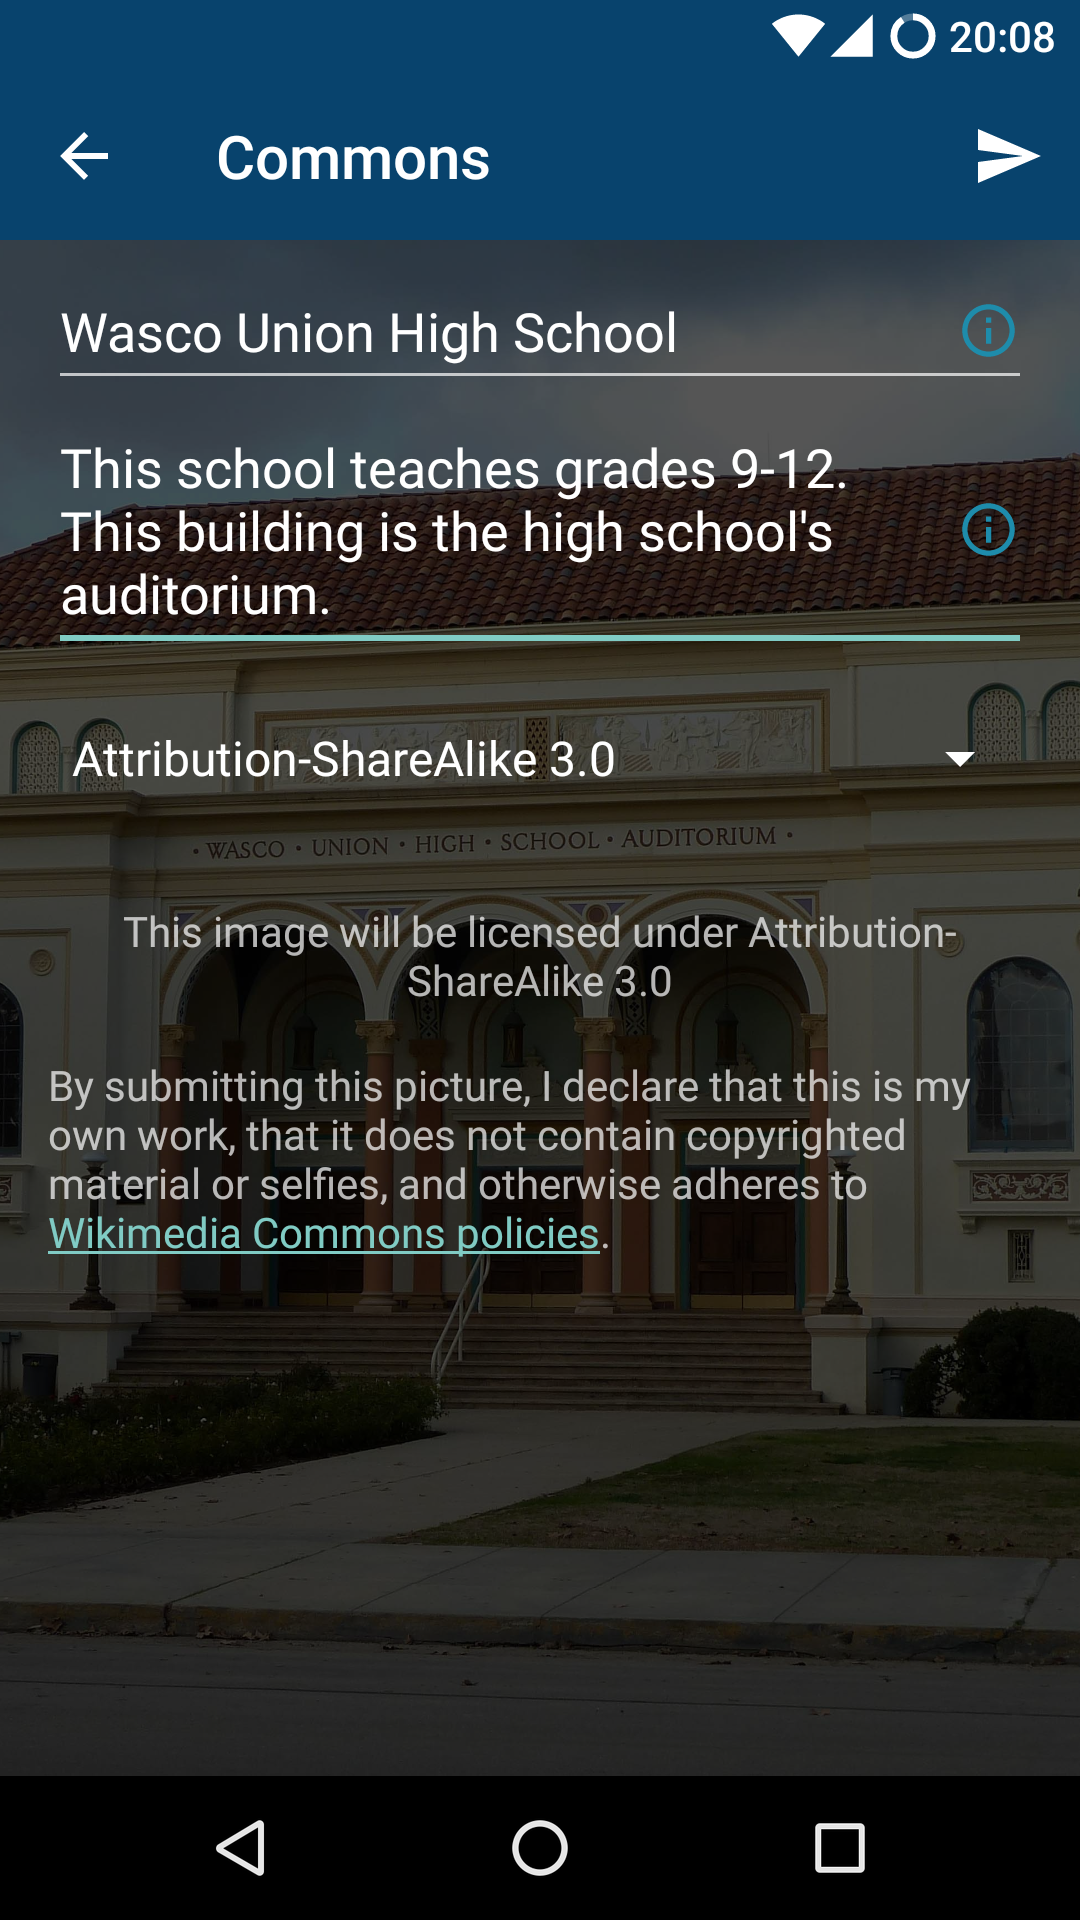 20:08
Commons
Wasco Union High School
This school teaches grades 9-12.
This building is the high school's
auditorium.
Attribution-ShareAlike 3.0
• WASCO • UNION • HIGH • SCHOOL • AUDITORIUM •
This image will be licensed under Attribution-
ShareAlike 3.0
By submitting this picture, I declare that this is my
own work, that it does not contain copyrighted
material or selfies, and otherwise adheres to
Wikimedia Commons policies.